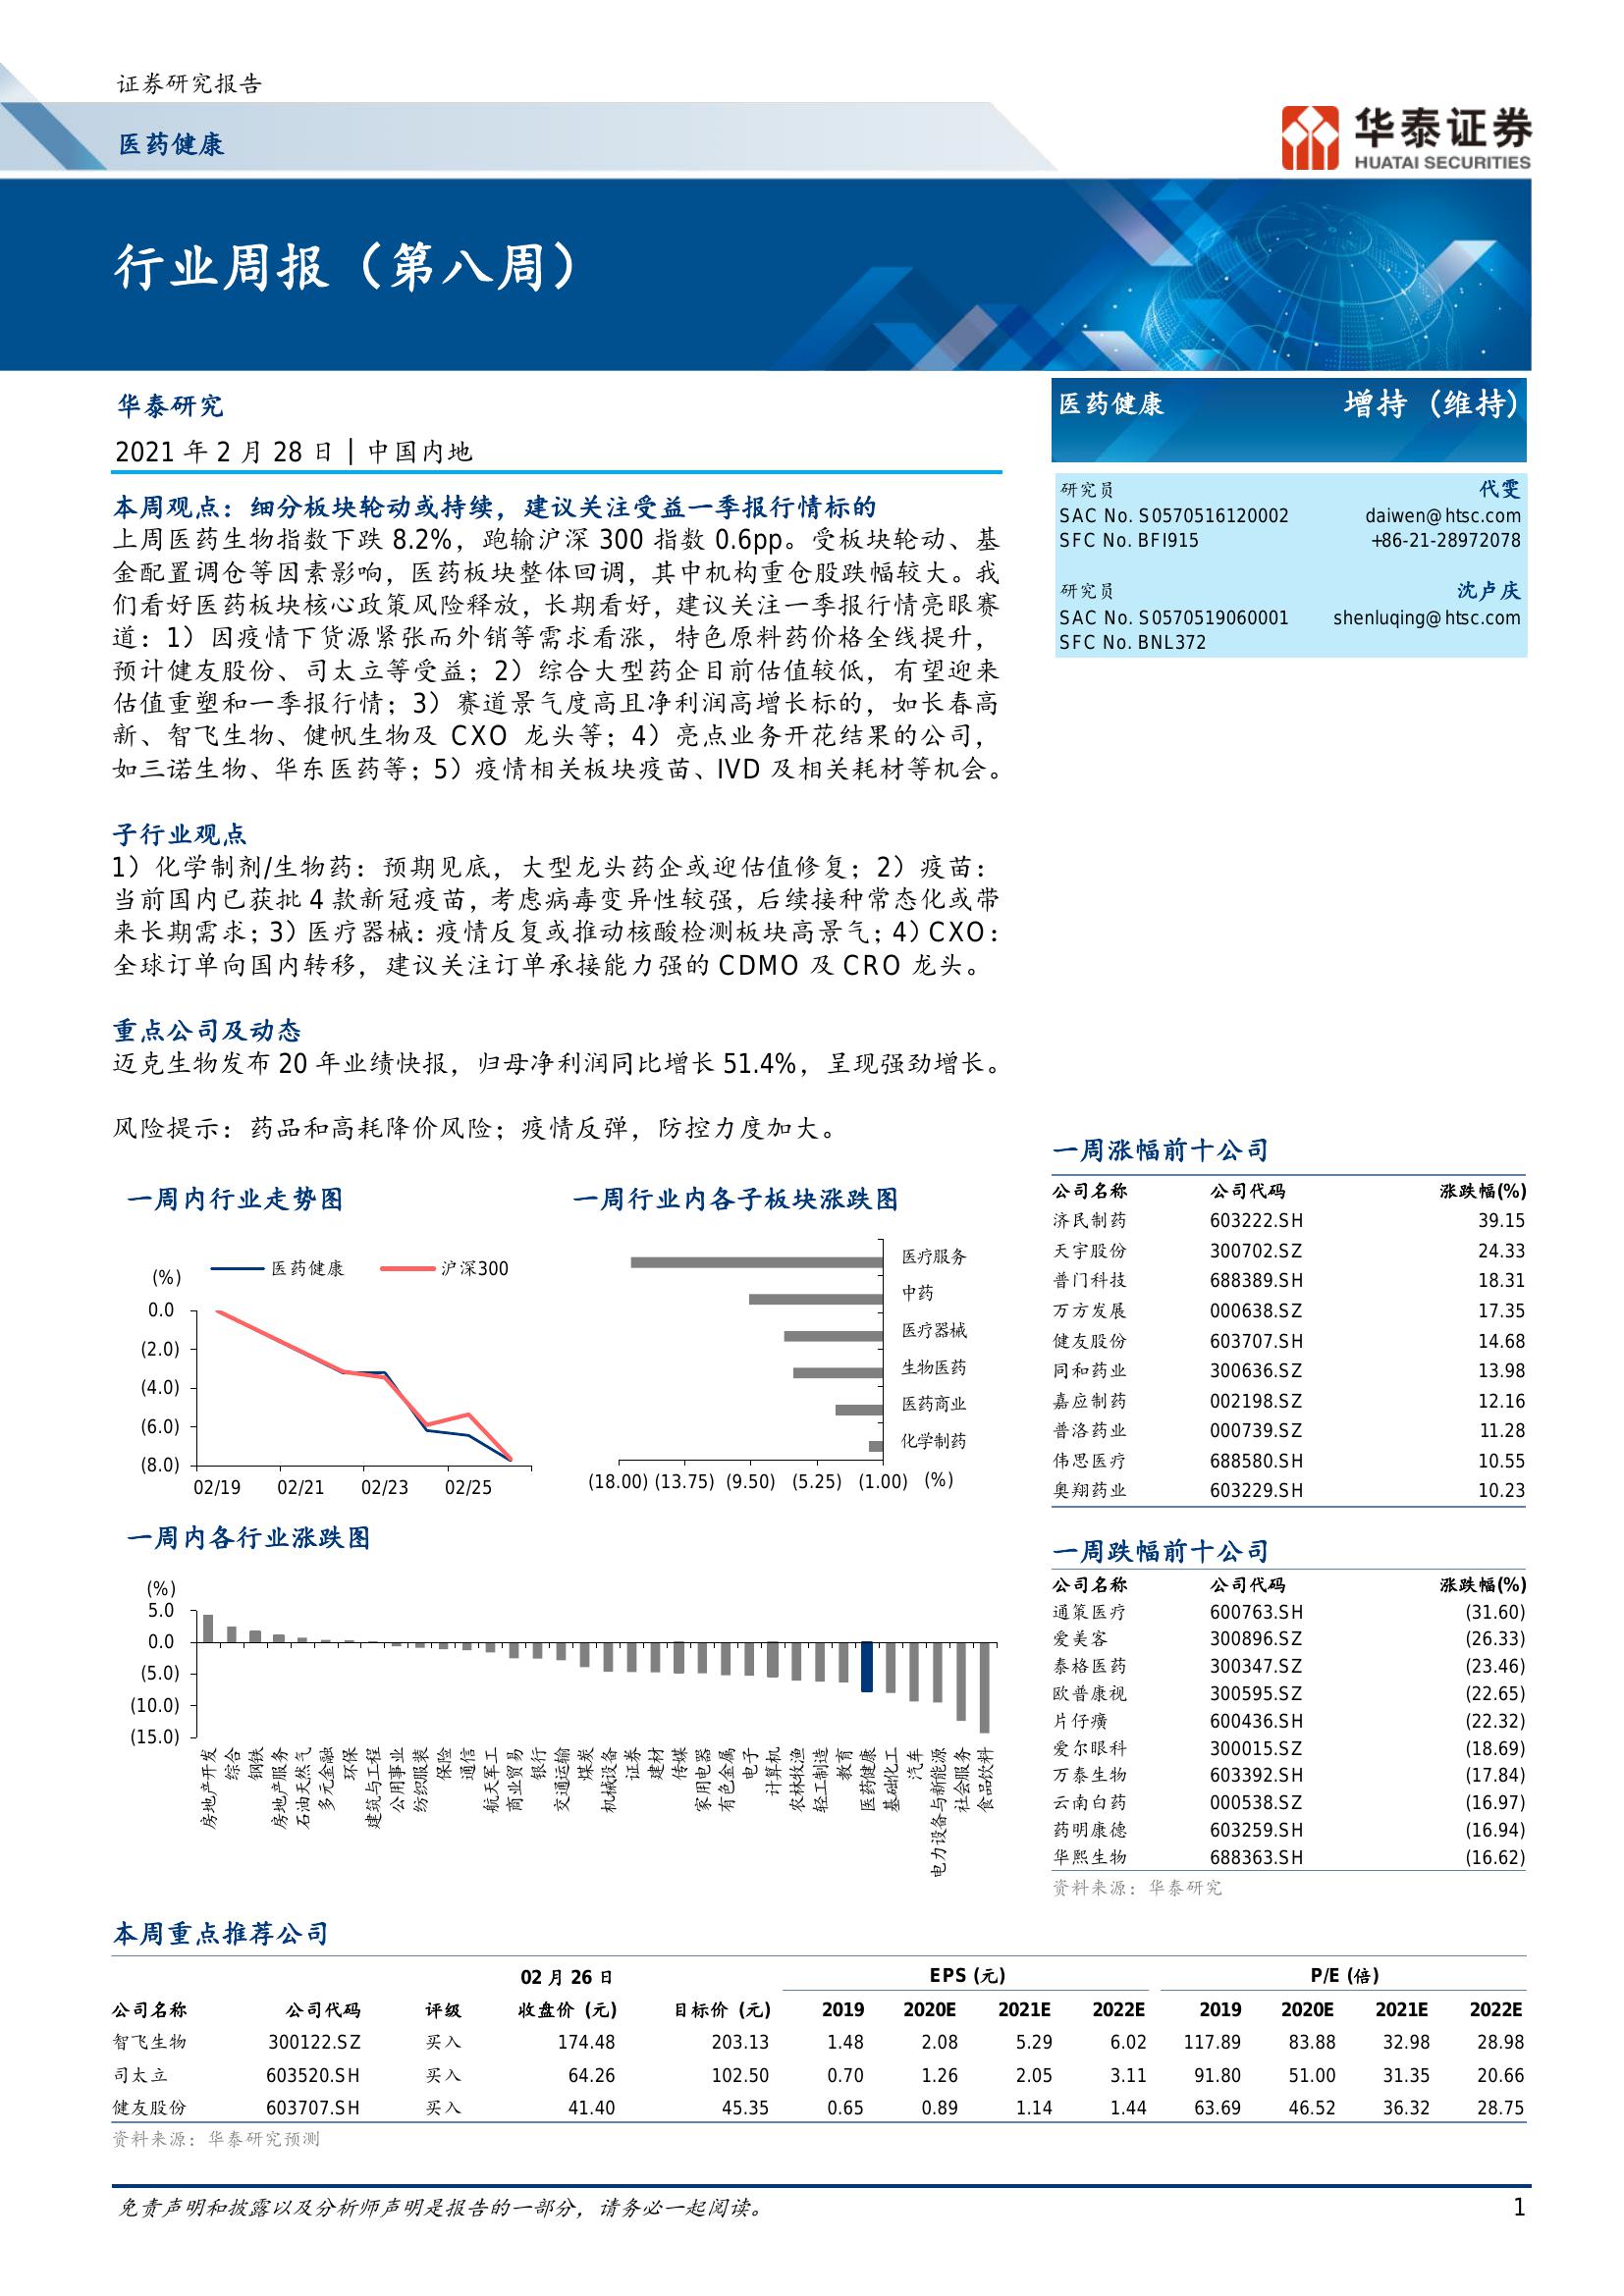 证券研究报告
医药健康
华泰证券
HUATAI SECURITIES
行业周报（第八周）
华泰研究
2021 年 2 月 28 日 | 中国内地
本周观点：细分板块轮动或持续，建议关注受益一季报行情标的
上周医药生物指数下跌 8.2%，跑输沪深 300 指数 0.6pp。受板块轮动、基
金配置调仓等因素影响，医药板块整体回调，其中机构重仓股跌幅较大。我
们看好医药板块核心政策风险释放，长期看好，建议关注一季报行情亮眼赛
道：1）因疫情下货源紧张而外销等需求看涨，特色原料药价格全线提升，
预计健友股份、司太立等受益；2）综合大型药企目前估值较低，有望迎来
估值重塑和一季报行情；3）赛道景气度高且净利润高增长标的，如长春高
新、智飞生物、健帆生物及 CXO 龙头等；4）亮点业务开花结果的公司，
如三诺生物、华东医药等；5）疫情相关板块疫苗、IVD 及相关耗材等机会。
子行业观点
1）化学制剂/生物药：预期见底，大型龙头药企或迎估值修复；2）疫苗：
当前国内已获批 4 款新冠疫苗，考虑病毒变异性较强，后续接种常态化或带
来长期需求；3）医疗器械：疫情反复或推动核酸检测板块高景气；4）CXO：
全球订单向国内转移，建议关注订单承接能力强的 CDMO 及 CRO 龙头。
重点公司及动态
迈克生物发布 20 年业绩快报，归母净利润同比增长 51.4%，呈现强劲增长。
风险提示：药品和高耗降价风险；疫情反弹，防控力度加大。
医药健康 增持（维持）
研究员 代雯
SAC No. S0570516120002 daiwen@htsc.com
SFC No. BFI915 +86-21-28972078
研究员 沈卢庆
SAC No. S0570519060001 shenluqing@htsc.com
SFC No. BNL372
一周内行业走势图
(%)
医药健康 沪深300
0.0
(2.0)
(4.0)
(6.0)
(8.0)
02/19 02/21 02/23 02/25
一周行业内各子板块涨跌图
医疗服务
中药
医疗器械
生物医药
医药商业
化学制药
(18.00) (13.75) (9.50) (5.25) (1.00) (%)
一周内各行业涨跌图
(%)
5.0
0.0
(5.0)
(10.0)
(15.0)
房地产开发
综合
钢铁
房地产服务
石油天然气
多元金融
环保
建筑与工程
公用事业
纺织服装
保险
通信
航天军工
商业贸易
银行
交通运输
煤炭
机械设备
证券
建材
传媒
家用电器
有色金属
电子
计算机
农林牧渔
轻工制造
教育
医药健康
基础化工
汽车
电力设备与新能源
社会服务
食品饮料
一周涨幅前十公司
公司名称 公司代码 涨跌幅(%)
济民制药 603222.SH 39.15
天宇股份 300702.SZ 24.33
普门科技 688389.SH 18.31
万方发展 000638.SZ 17.35
健友股份 603707.SH 14.68
同和药业 300636.SZ 13.98
嘉应制药 002198.SZ 12.16
普洛药业 000739.SZ 11.28
伟思医疗 688580.SH 10.55
奥翔药业 603229.SH 10.23
一周跌幅前十公司
公司名称 公司代码 涨跌幅(%)
通策医疗 600763.SH (31.60)
爱美客 300896.SZ (26.33)
泰格医药 300347.SZ (23.46)
欧普康视 300595.SZ (22.65)
片仔癀 600436.SH (22.32)
爱尔眼科 300015.SZ (18.69)
万泰生物 603392.SH (17.84)
云南白药 000538.SZ (16.97)
药明康德 603259.SH (16.94)
华熙生物 688363.SH (16.62)
资料来源：华泰研究
本周重点推荐公司
02 月 26 日 EPS (元) P/E (倍)
公司名称 公司代码 评级 收盘价 (元) 目标价 (元) 2019 2020E 2021E 2022E 2019 2020E 2021E 2022E
智飞生物 300122.SZ 买入 174.48 203.13 1.48 2.08 5.29 6.02 117.89 83.88 32.98 28.98
司太立 603520.SH 买入 64.26 102.50 0.70 1.26 2.05 3.11 91.80 51.00 31.35 20.66
健友股份 603707.SH 买入 41.40 45.35 0.65 0.89 1.14 1.44 63.69 46.52 36.32 28.75
资料来源：华泰研究预测
免责声明和披露以及分析师声明是报告的一部分，请务必一起阅读。 1